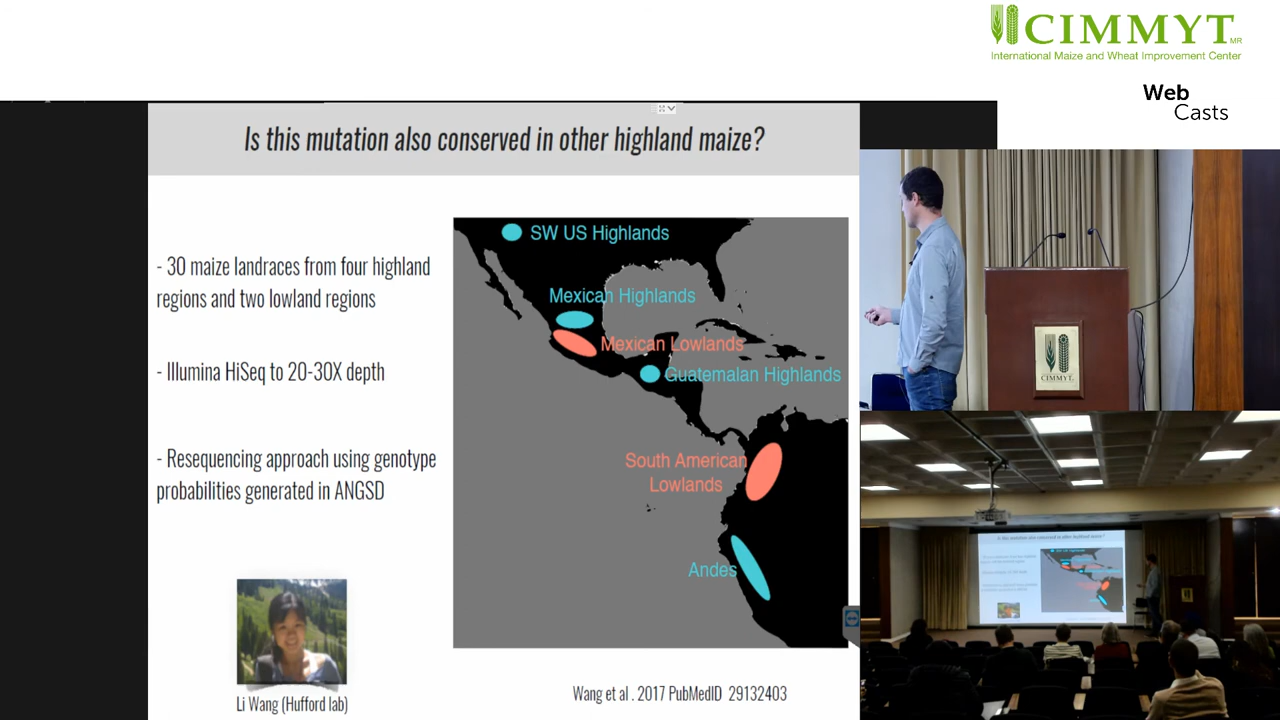 CIMMYT MR
International Maize and Wheat Improvement Center
Web
Casts
Is this mutation also conserved in other highland maize?
- 30 maize landraces from four highland
regions and two lowland regions
- Illumina HiSeq to 20-30X depth
- Resequencing approach using genotype
probabilities generated in ANGSD
SW US Highlands
Mexican Highlands
Mexican Lowlands
Guatemalan Highlands
South American
Lowlands
Andes
Li Wang (Hufford lab)
Wang et al . 2017 PubMedID 29132403
CIMMYT